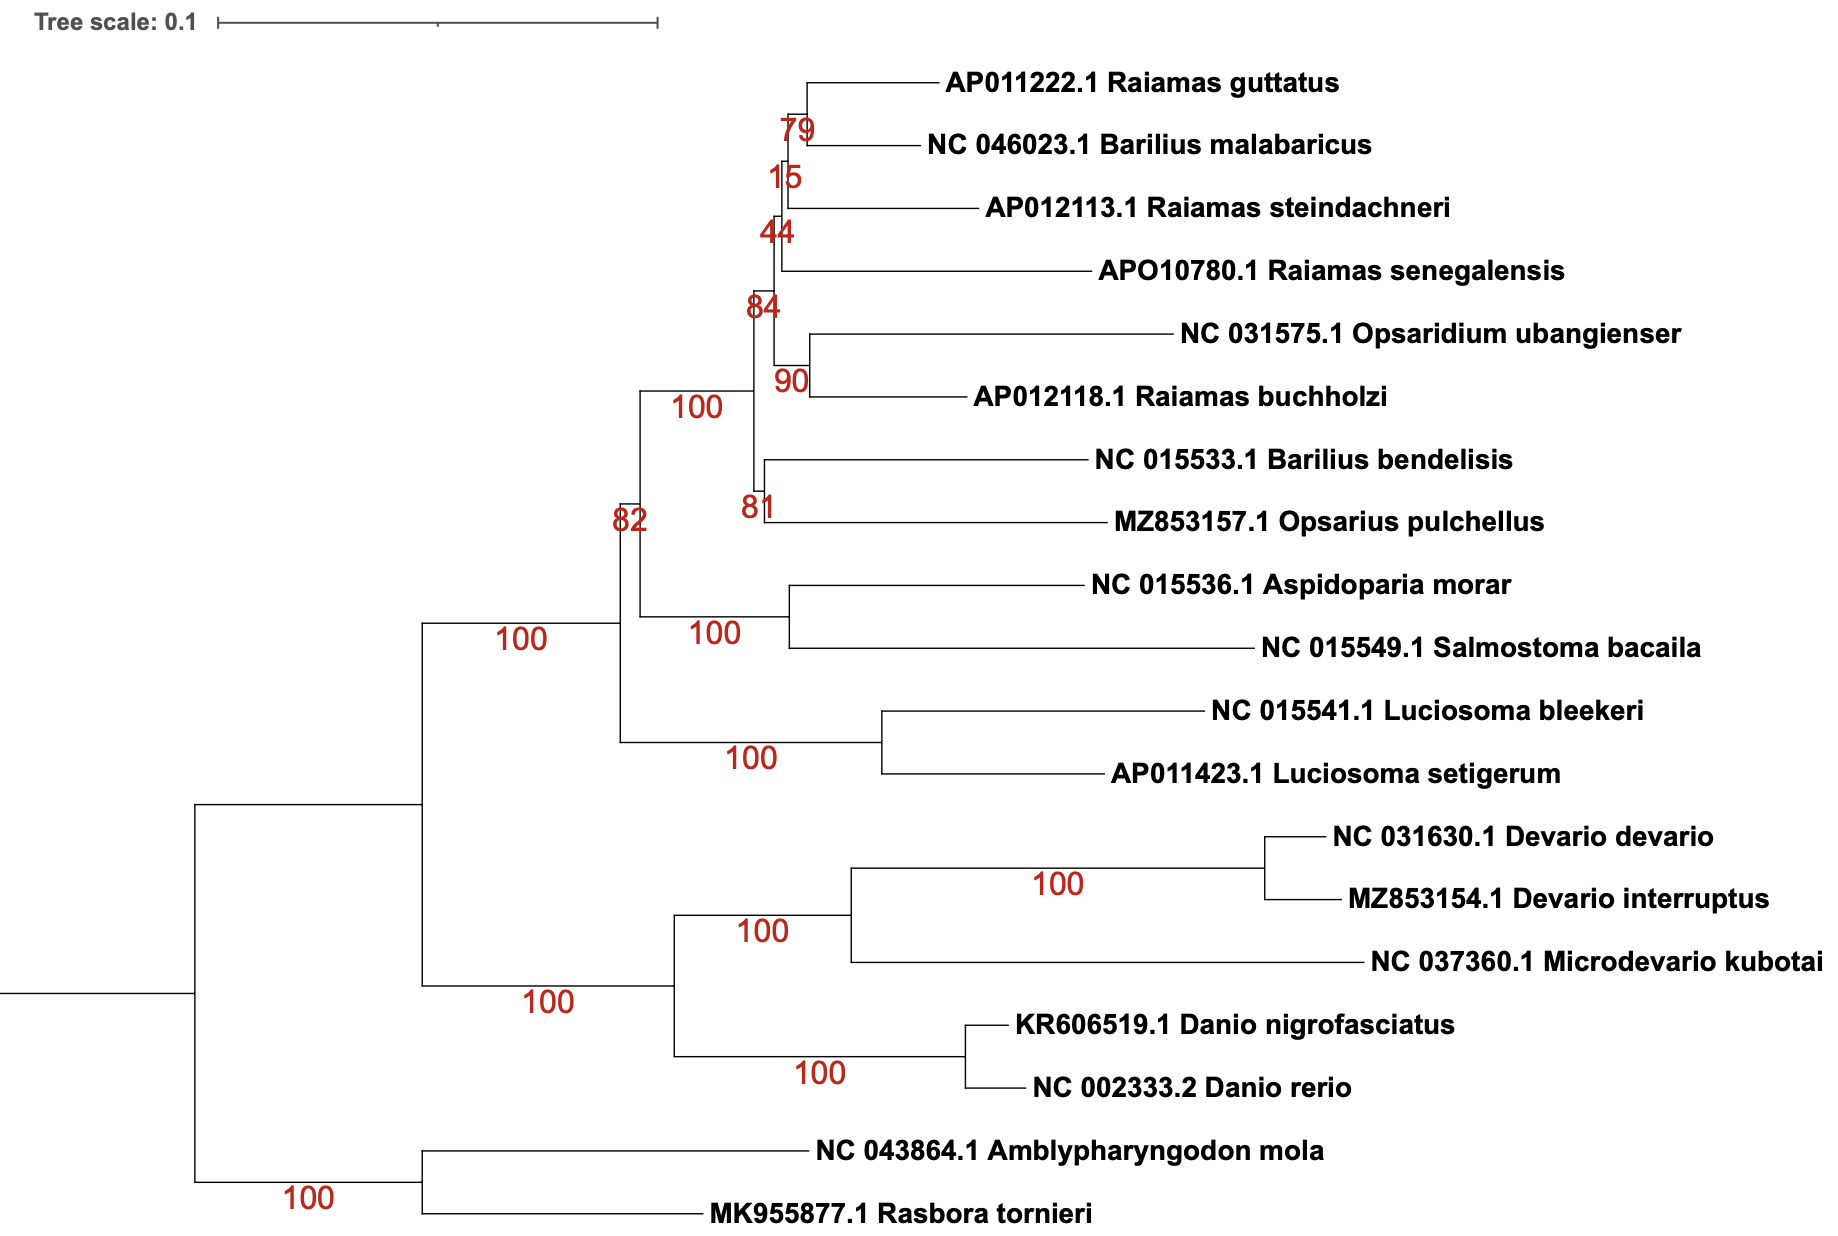 Tree scale: 0.1
AP011222.1 Raiamas guttatus
79
NC 046023.1 Barilius malabaricus
15
AP012113.1 Raiamas steindachneri
44
APO10780.1 Raiamas senegalensis
84
NC 031575.1 Opsaridium ubangienser
90
AP012118.1 Raiamas buchholzi
100
NC 015533.1 Barilius bendelisis
81
MZ853157.1 Opsarius pulchellus
82
NC 015536.1 Aspidoparia morar
100
100
NC 015549.1 Salmostoma bacaila
NC 015541.1 Luciosoma bleekeri
100
AP011423.1 Luciosoma setigerum
NC 031630.1 Devario devario
100
MZ853154.1 Devario interruptus
100
NC 037360.1 Microdevario kubotai
100
KR606519.1 Danio nigrofasciatus
100
NC 002333.2 Danio rerio
NC 043864.1 Amblypharyngodon mola
100
MK955877.1 Rasbora tornieri